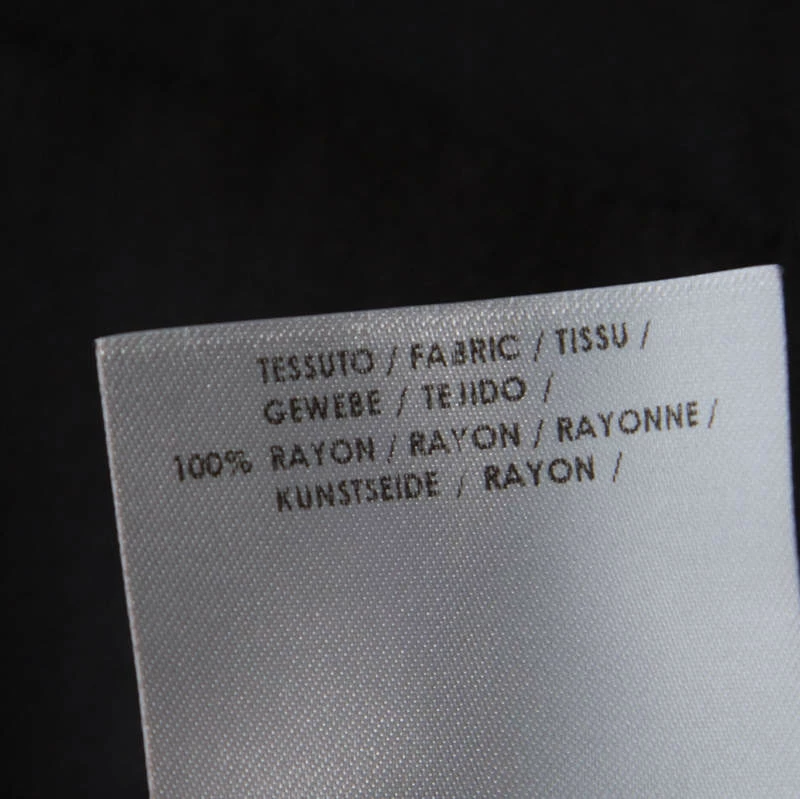 TESSUTO / FABRIC / TISSU /
GEWEBE / TEJIDO /
100% RAYON / RAYON / RAYONNE /
KUNSTSEIDE / RAYON /